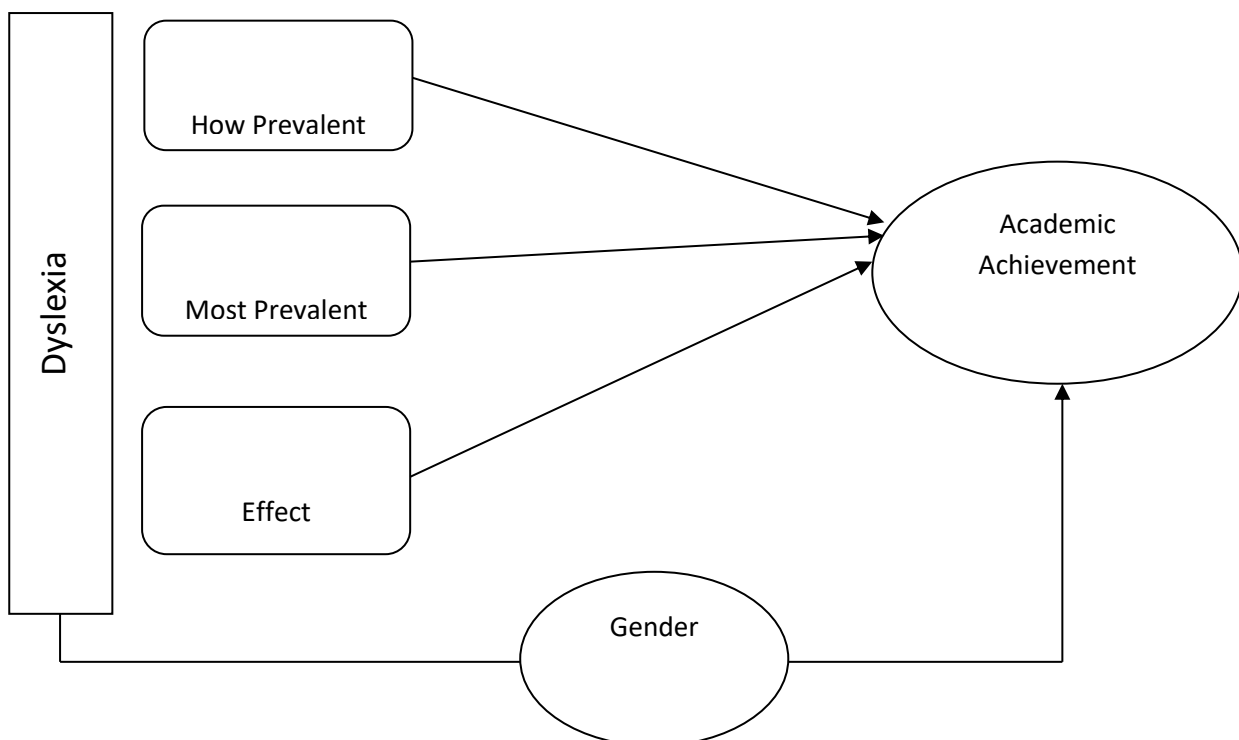 Dyslexia
How Prevalent
Most Prevalent
Effect
Academic
Achievement
Gender